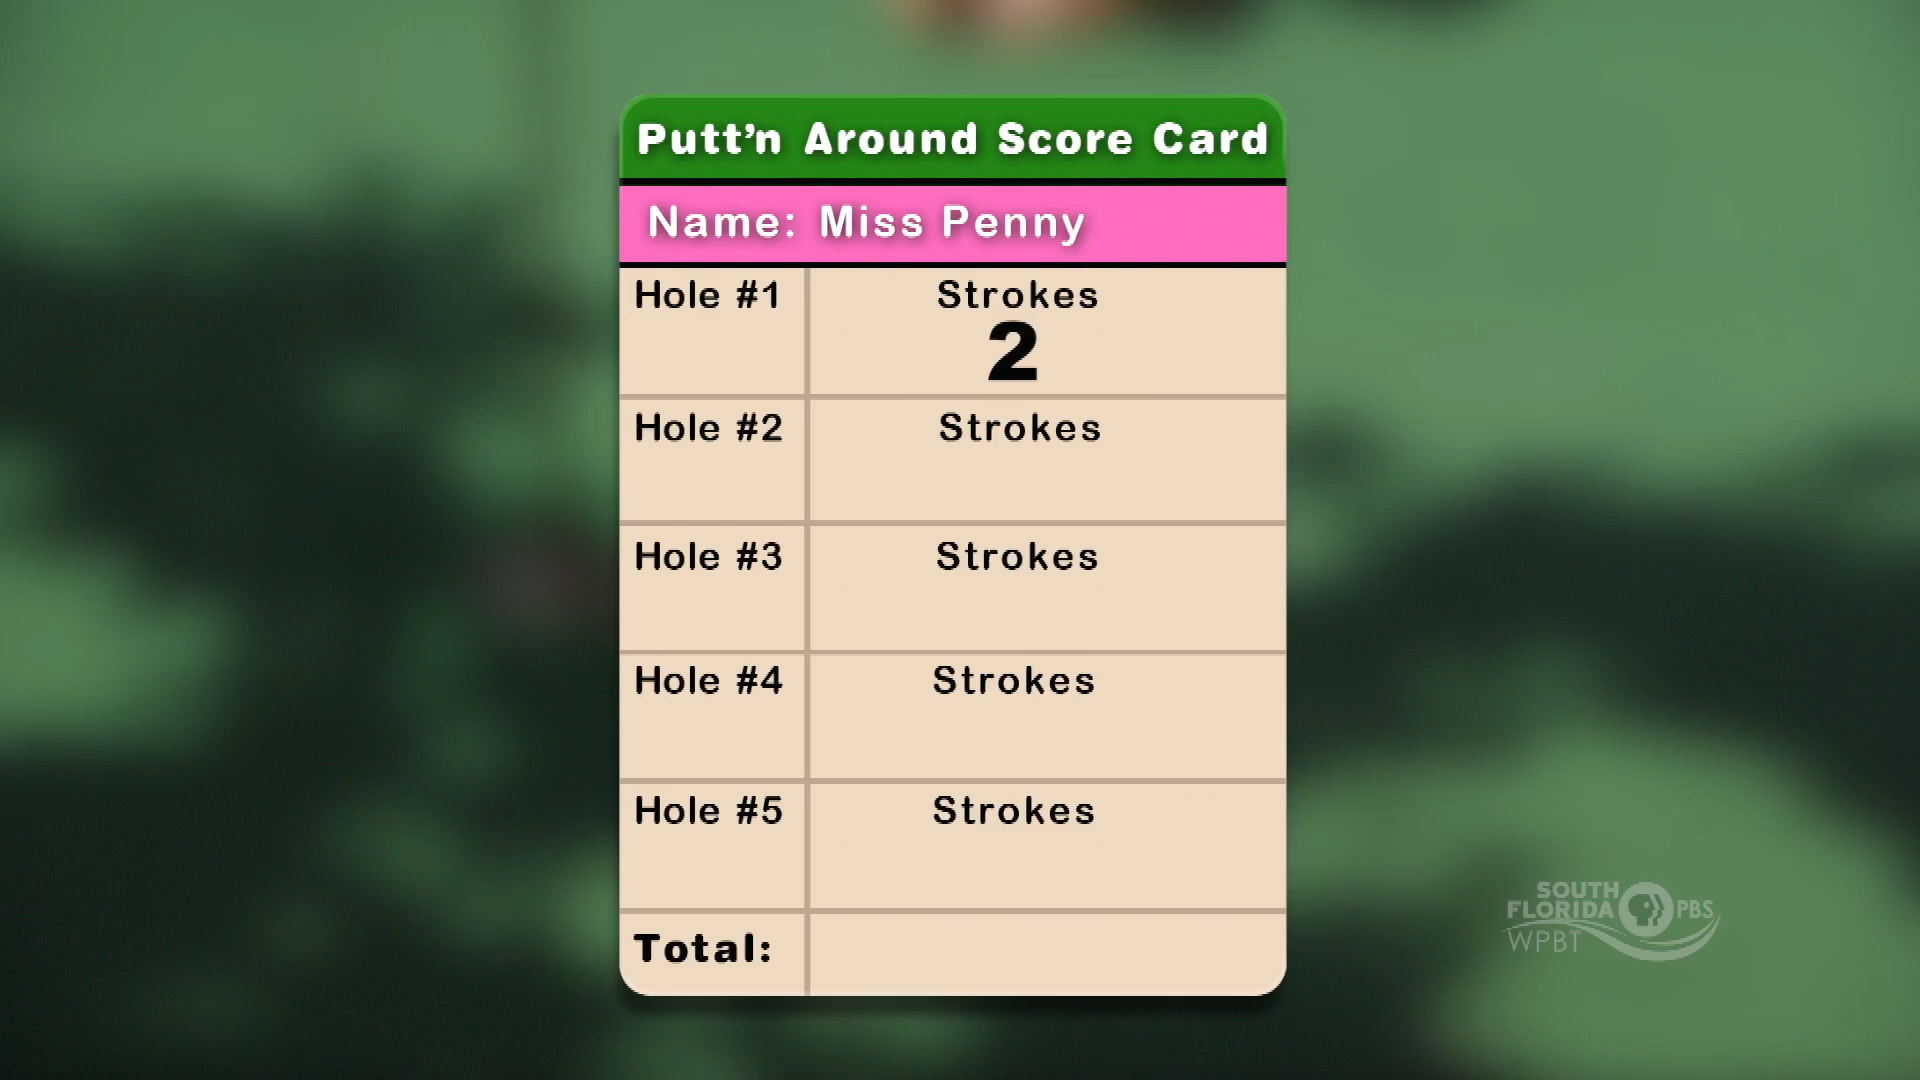 Putt’n Around Score Card
Name: Miss Penny
Hole #1 Strokes
2
Hole #2 Strokes
Hole #3 Strokes
Hole #4 Strokes
Hole #5 Strokes
Total:
SOUTH
FLORIDA PBS
WPBT